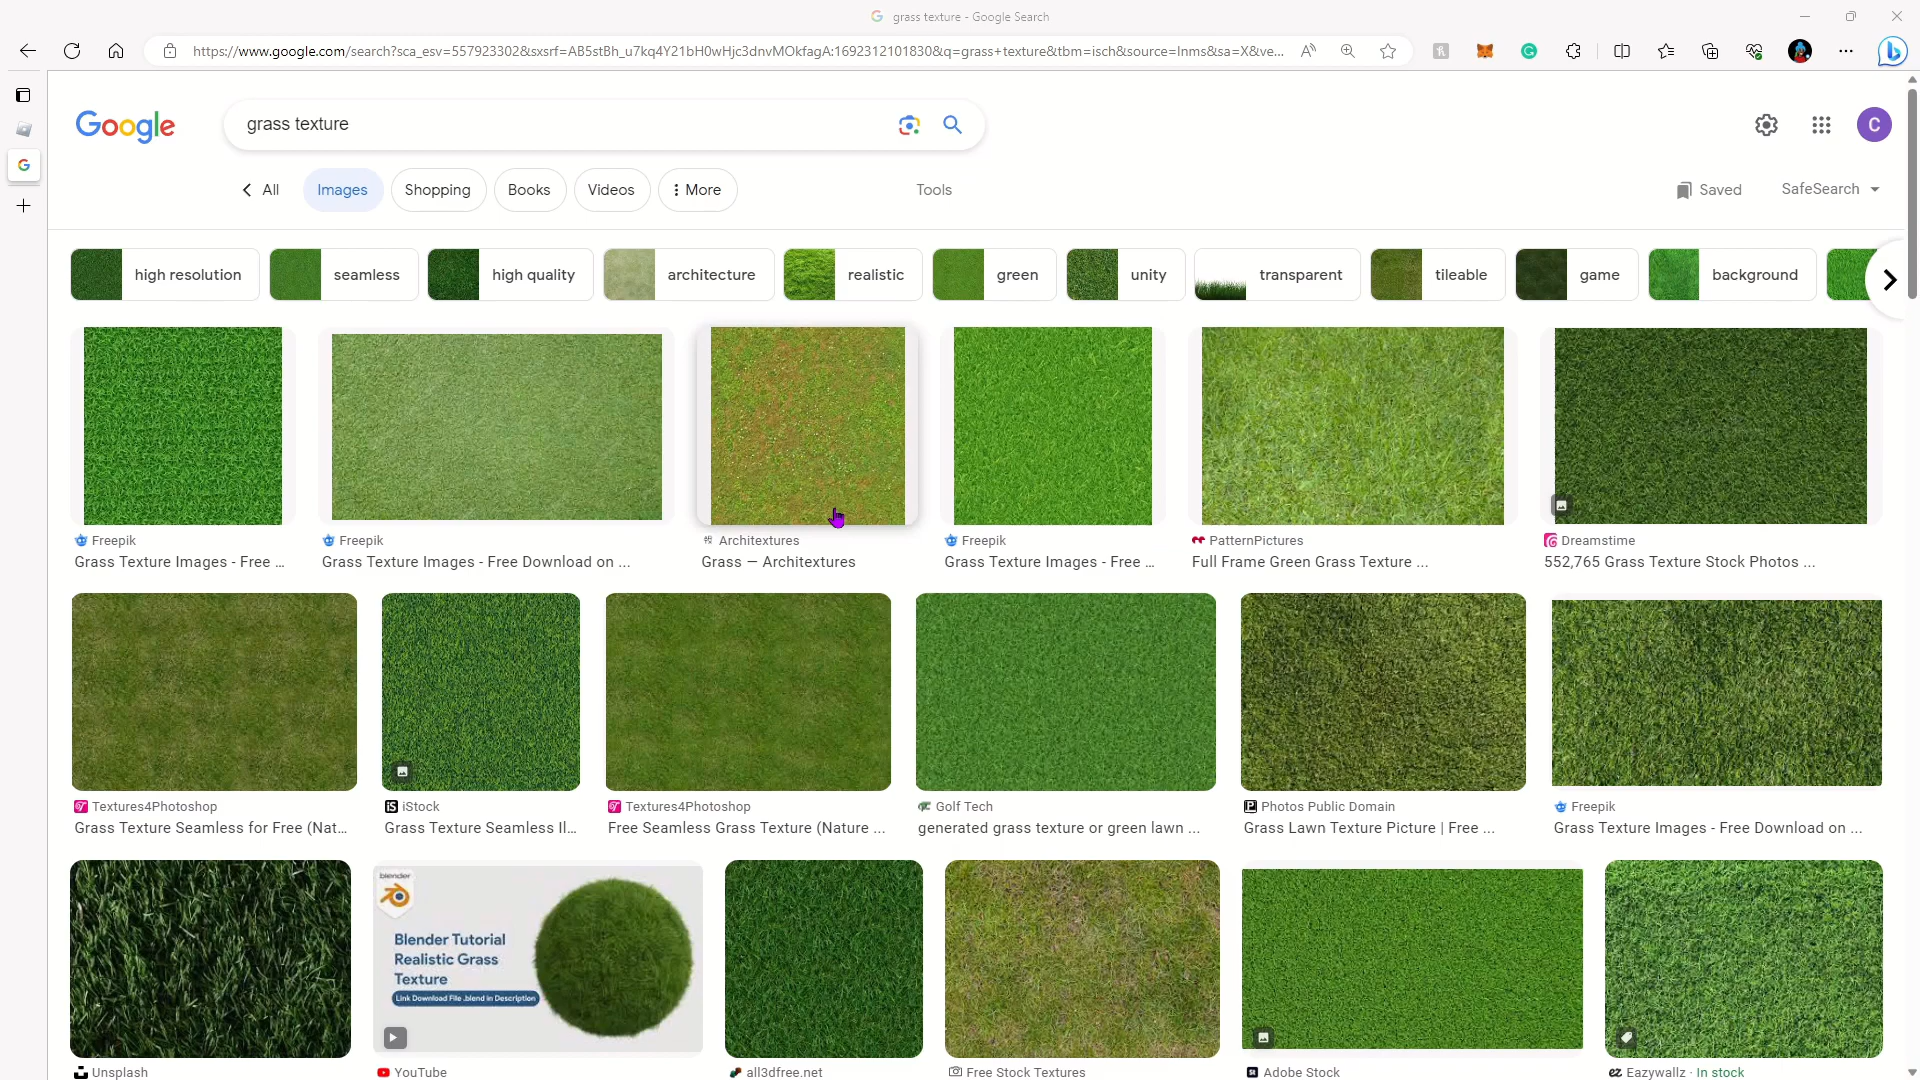 grass texture - Google Search
https://www.google.com/search?sca_esv=557923302&sxsrf=AB5stBh_u7kq4Y21bH0wHjc3dnvMOkfagA:1692312101830&q=grass+texture&tbm=isch&source=lnms&sa=X&ve...
Google
grass texture
C
All
Images
Shopping
Books
Videos
More
Tools
Saved
SafeSearch
high resolution
seamless
high quality
architecture
realistic
green
unity
transparent
tileable
game
background
Freepik
Grass Texture Images - Free ...
Freepik
Grass Texture Images - Free Download on ...
Architextures
Grass — Architextures
Freepik
Grass Texture Images - Free ...
PatternPictures
Full Frame Green Grass Texture ...
Dreamstime
552,765 Grass Texture Stock Photos ...
Textures4Photoshop
Grass Texture Seamless for Free (Nat...
iStock
Grass Texture Seamless Il...
Textures4Photoshop
Free Seamless Grass Texture (Nature ...
Golf Tech
generated grass texture or green lawn ...
Photos Public Domain
Grass Lawn Texture Picture | Free ...
Freepik
Grass Texture Images - Free Download on ...
blender
Blender Tutorial
Realistic Grass
Texture
Link Download File .blend in Description
Unsplash
YouTube
all3dfree.net
Free Stock Textures
Adobe Stock
Eazywallz · In stock